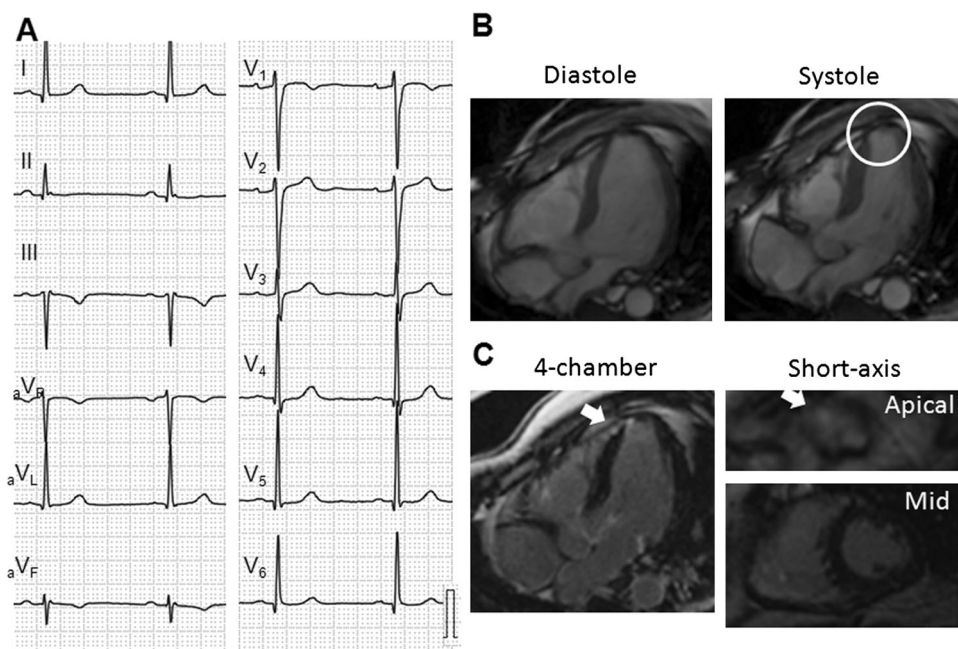 A
I
II
III
aVR
aVL
aVF
V1
V2
V3
V4
V5
V6
B
Diastole
Systole
C
4-chamber
Short-axis
Apical
Mid